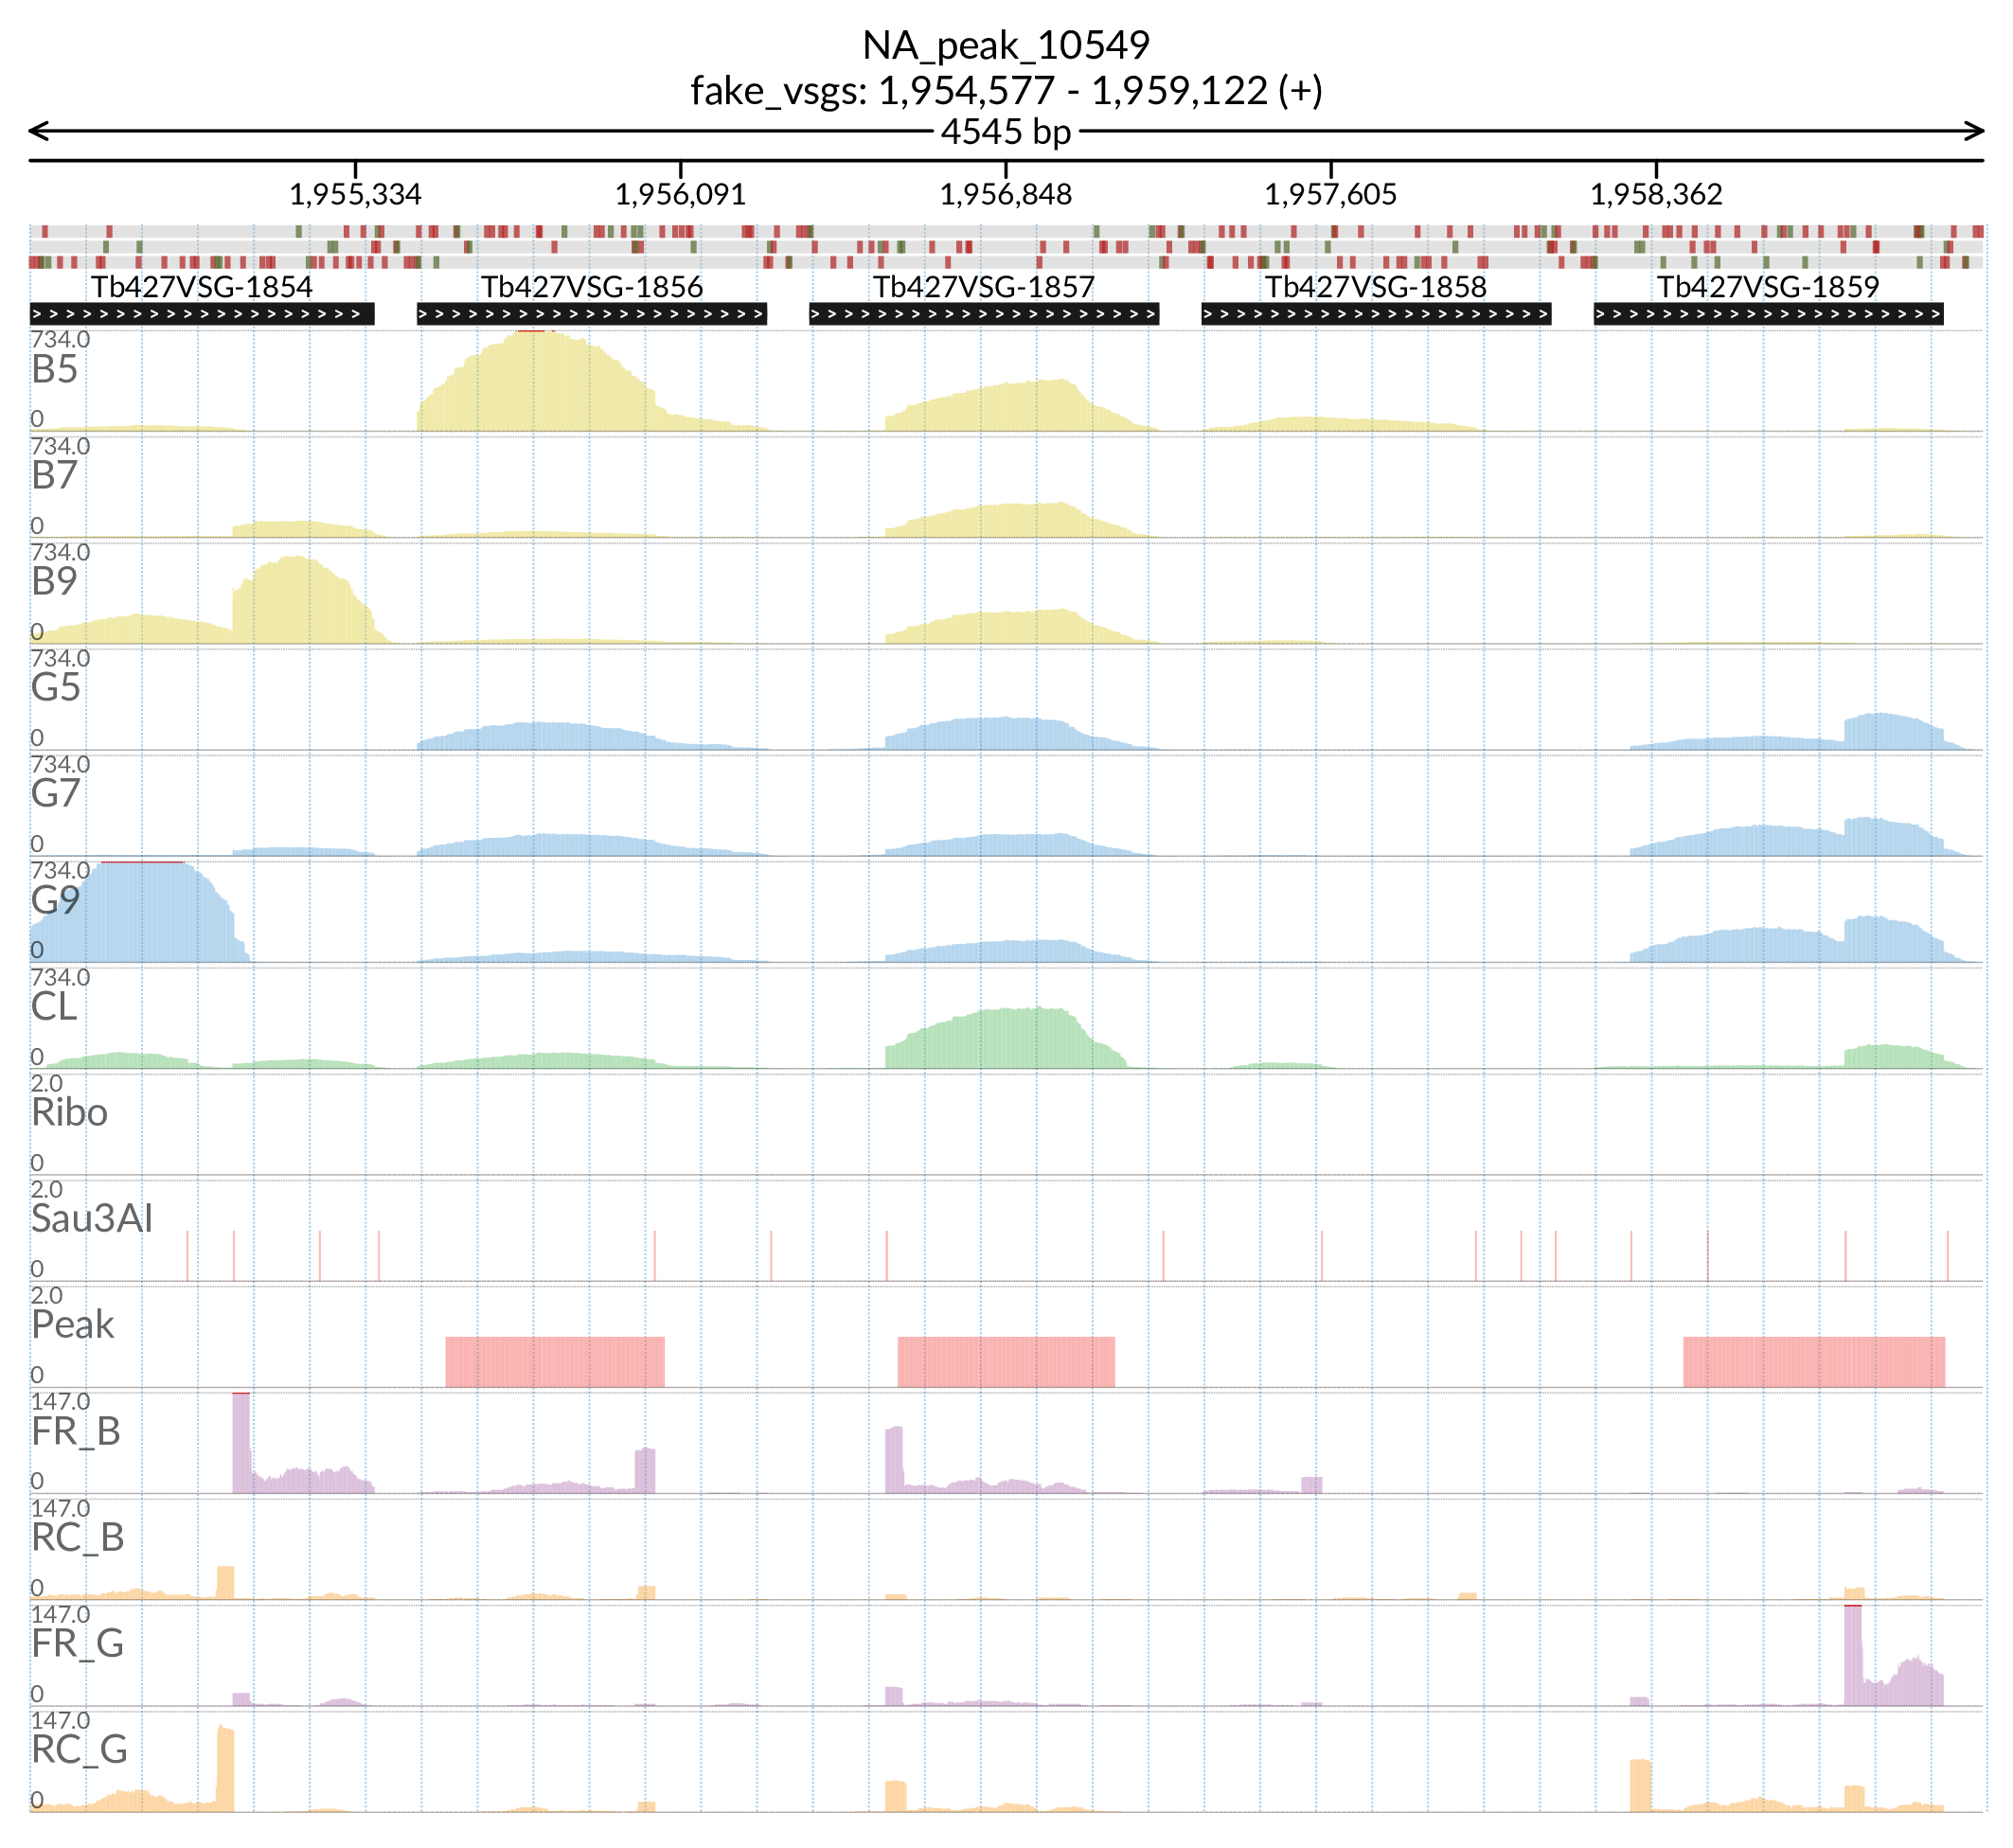 NA_peak_10549
fake_vsgs: 1,954,577 - 1,959,122 (+)
4545 bp
1,955,334 1,956,091 1,956,848 1,957,605 1,958,362
Tb427VSG-1854 Tb427VSG-1856 Tb427VSG-1857 Tb427VSG-1858 Tb427VSG-1859
734.0
B5
0
734.0
B7
0
734.0
B9
0
734.0
G5
0
734.0
G7
0
734.0
G9
0
734.0
CL
0
2.0
Ribo
0
2.0
Sau3AI
0
2.0
Peak
0
147.0
FR_B
0
147.0
RC_B
0
147.0
FR_G
0
147.0
RC_G
0